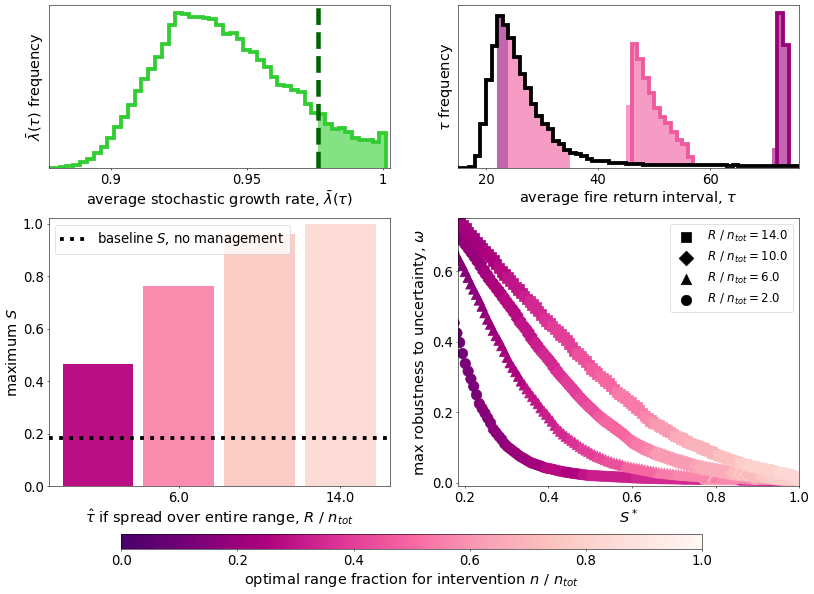 λ̄(τ) frequency
0.9
0.95
1
average stochastic growth rate, λ̄(τ)
τ frequency
20
40
60
average fire return interval, τ
maximum S
1.0
0.8
0.6
0.4
0.2
0.0
baseline S, no management
6.0
14.0
τ̂ if spread over entire range, R / n_tot
max robustness to uncertainty, ω
0.6
0.4
0.2
0.0
R / n_tot = 14.0
R / n_tot = 10.0
R / n_tot = 6.0
R / n_tot = 2.0
0.2
0.4
0.6
0.8
1.0
S*
0.0
0.2
0.4
0.6
0.8
1.0
optimal range fraction for intervention n / n_tot